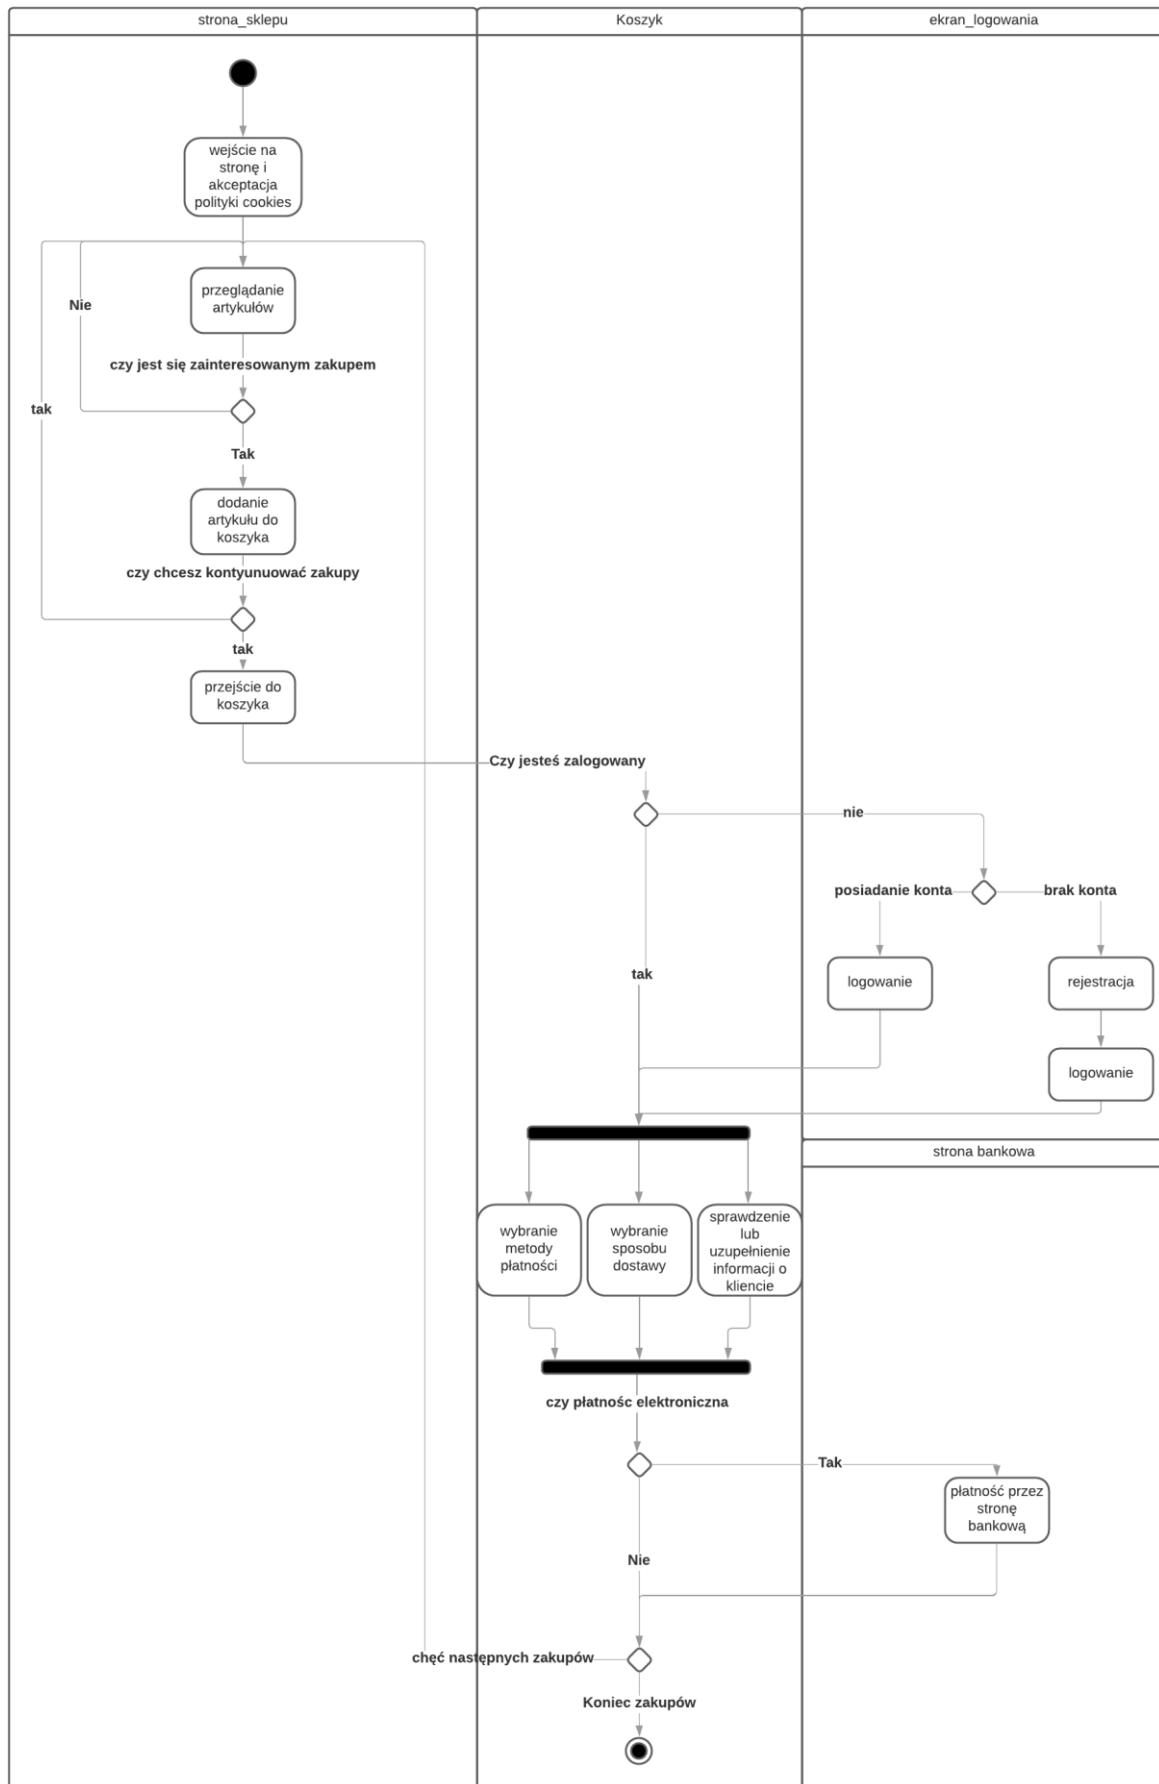 strona_sklepu
Koszyk
ekran_logowania
wejście na
stronę i
akceptacja
polityki cookies
przeglądanie
artykułów
Nie
czy jest się zainteresowanym zakupem
tak
Tak
dodanie
artykułu do
koszyka
czy chcesz kontyunuować zakupy
tak
przejście do
koszyka
Czy jesteś zalogowany
nie
posiadanie konta
brak konta
tak
logowanie
rejestracja
logowanie
strona bankowa
wybranie
metody
płatności
wybranie
sposobu
dostawy
sprawdzenie
lub
uzupełnienie
informacji o
kliencie
czy płatnośc elektroniczna
Tak
płatność przez
stronę
bankową
Nie
chęć następnych zakupów
Koniec zakupów